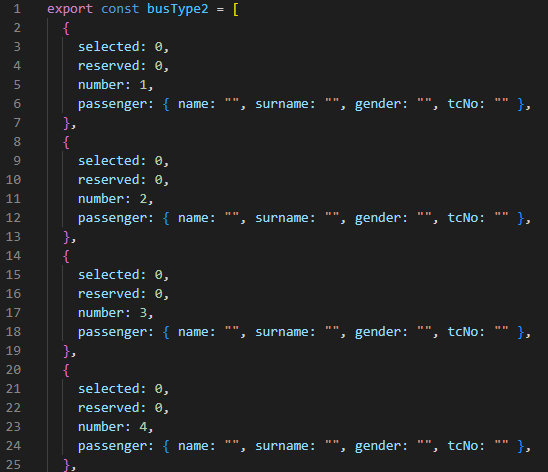 1 export const busType2 = [
2 {
3 selected: 0,
4 reserved: 0,
5 number: 1,
6 passenger: { name: "", surname: "", gender: "", tcNo: "" },
7 },
8 {
9 selected: 0,
10 reserved: 0,
11 number: 2,
12 passenger: { name: "", surname: "", gender: "", tcNo: "" },
13 },
14 {
15 selected: 0,
16 reserved: 0,
17 number: 3,
18 passenger: { name: "", surname: "", gender: "", tcNo: "" },
19 },
20 {
21 selected: 0,
22 reserved: 0,
23 number: 4,
24 passenger: { name: "", surname: "", gender: "", tcNo: "" },
25 },